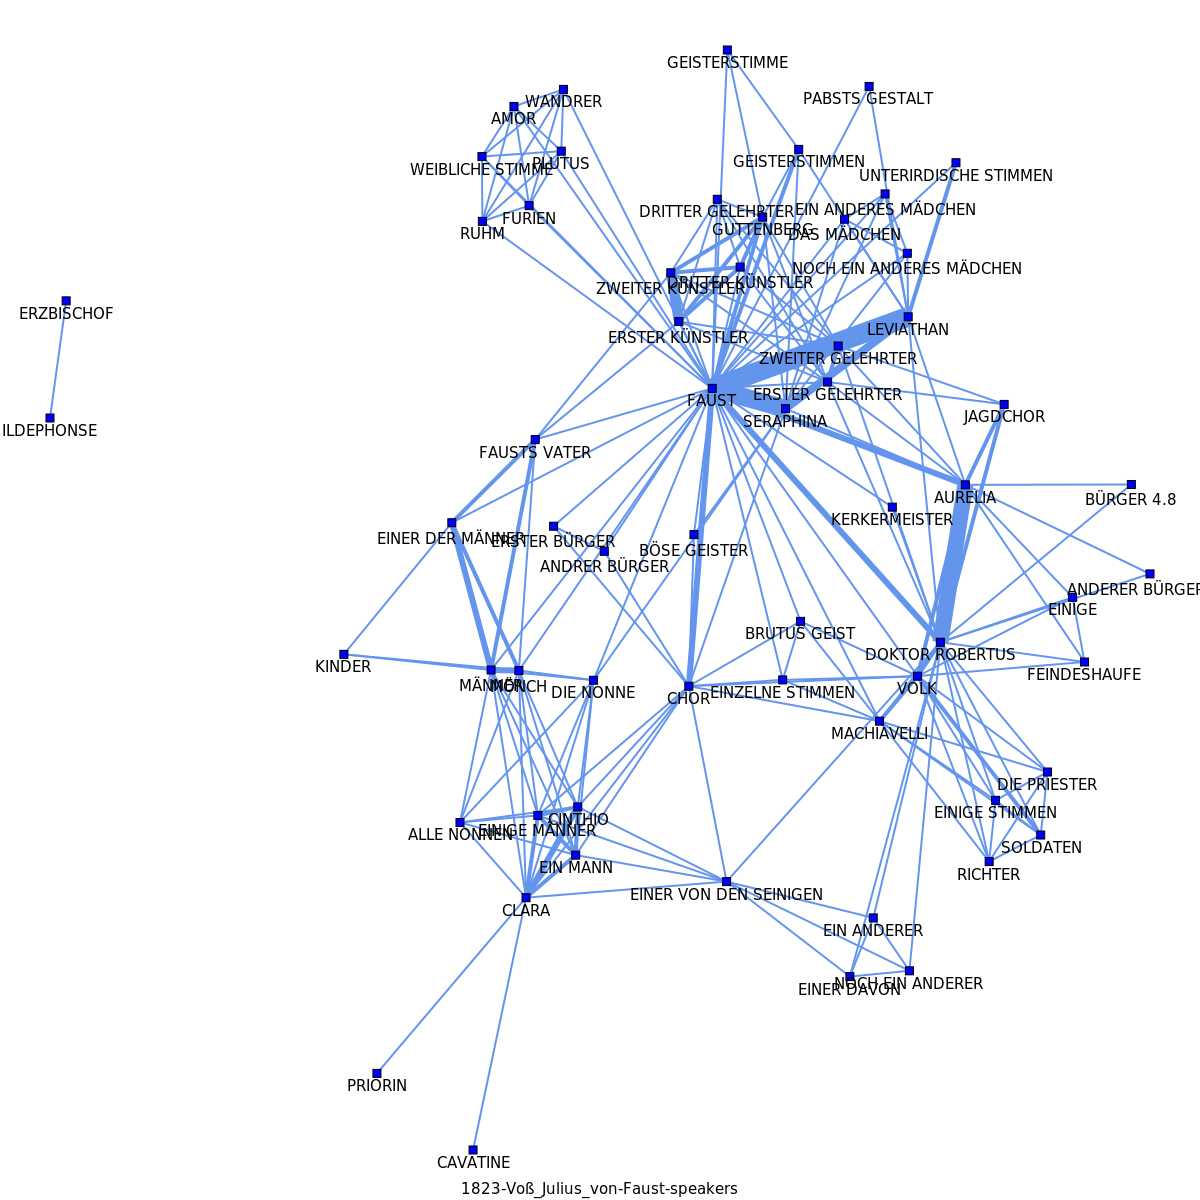 GEISTERSTIMME
PABSTS GESTALT
WANDRER
AMOR
GEISTERSTIMMEN
PLUTUS
WEIBLICHE STIMME
UNTERIRDISCHE STIMMEN
DRITTER GELEHRTER
EIN ANDERES MÄDCHEN
FURIEN
GUTTENBERG
RUHM
DAS MÄDCHEN
NOCH EIN ANDERES MÄDCHEN
DRITTER KÜNSTLER
ZWEITER KÜNSTLER
ERZBISCHOF
LEVIATHAN
ERSTER KÜNSTLER
ZWEITER GELEHRTER
ERSTER GELEHRTER
FAUST
JAGDCHOR
SERAPHINA
ILDEPHONSE
FAUSTS VATER
AURELIA
BÜRGER 4.8
KERKERMEISTER
EINER DER MÄNNER
ERSTER BÜRGER
BÖSE GEISTER
ANDRER BÜRGER
ANDERER BÜRGER
EINIGE
BRUTUS GEIST
DOKTOR ROBERTUS
KINDER
FEINDESHAUFE
MÄNNER
MÖNCH
VOLK
DIE NONNE
EINZELNE STIMMEN
CHOR
MACHIAVELLI
DIE PRIESTER
EINIGE STIMMEN
CINTHIO
EINIGE MÄNNER
ALLE NONNEN
SOLDATEN
EIN MANN
RICHTER
EINER VON DEN SEINIGEN
CLARA
EIN ANDERER
NOCH EIN ANDERER
EINER DAVON
PRIORIN
CAVATINE
1823-Voß_Julius_von-Faust-speakers